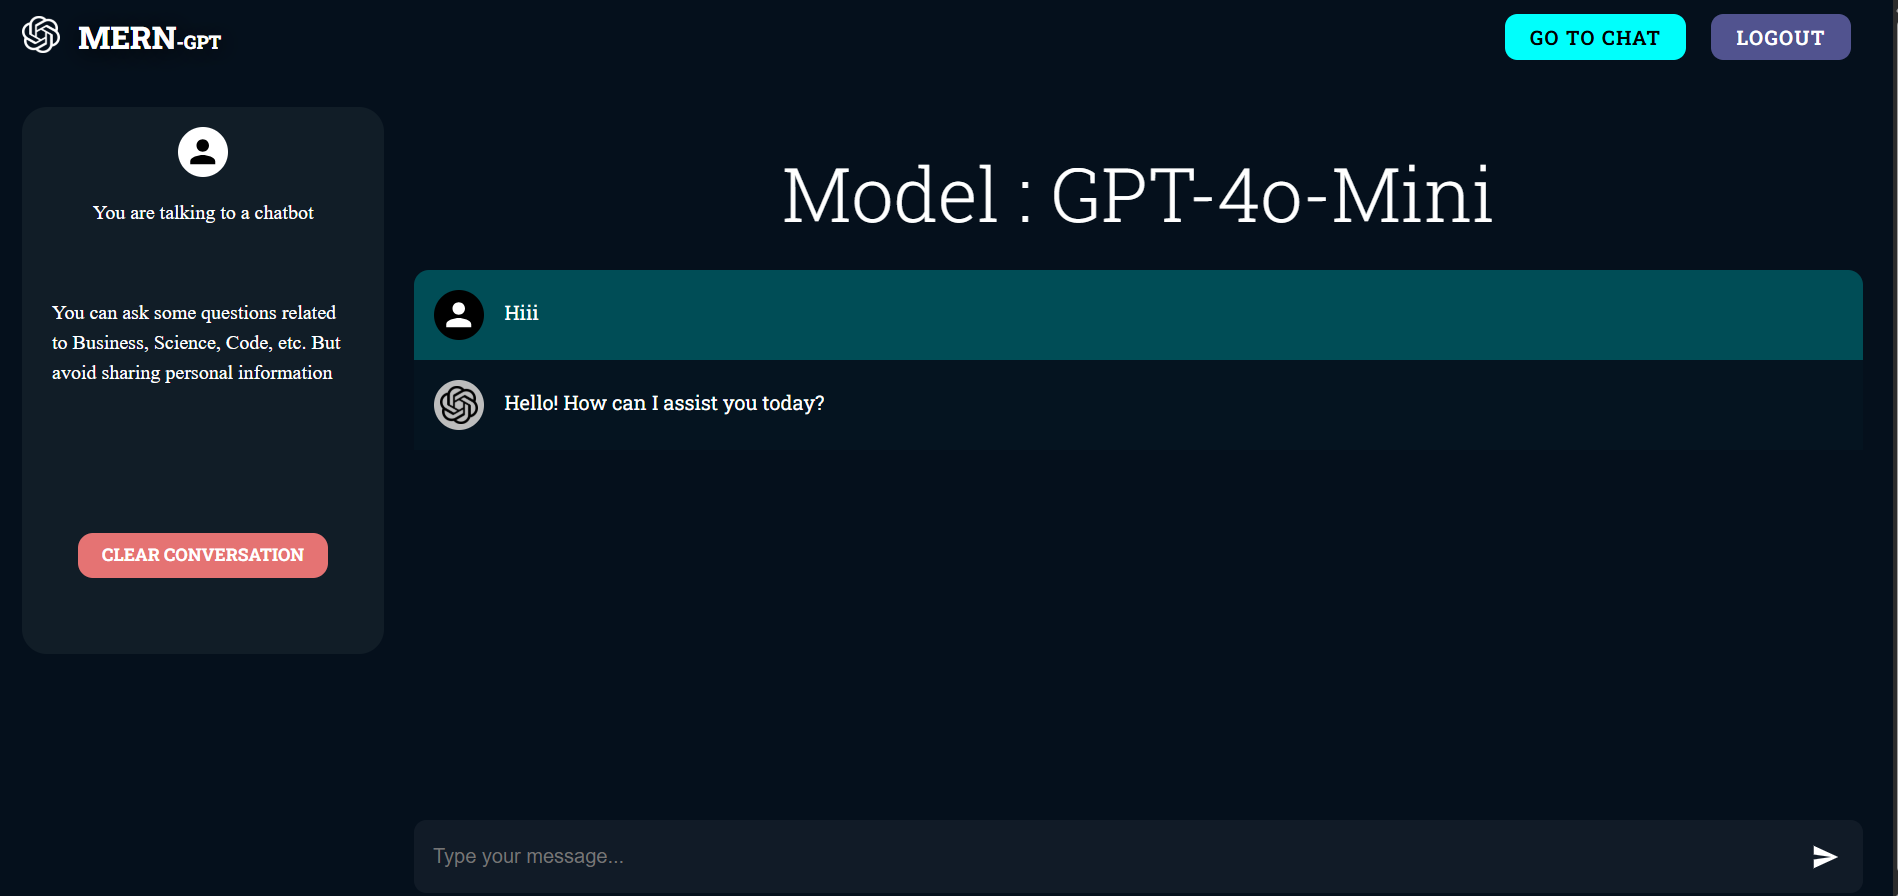 MERN-GPT
GO TO CHAT
LOGOUT
You are talking to a chatbot
You can ask some questions related
to Business, Science, Code, etc. But
avoid sharing personal information
CLEAR CONVERSATION
Model : GPT-4o-Mini
Hiii
Hello! How can I assist you today?
Type your message...